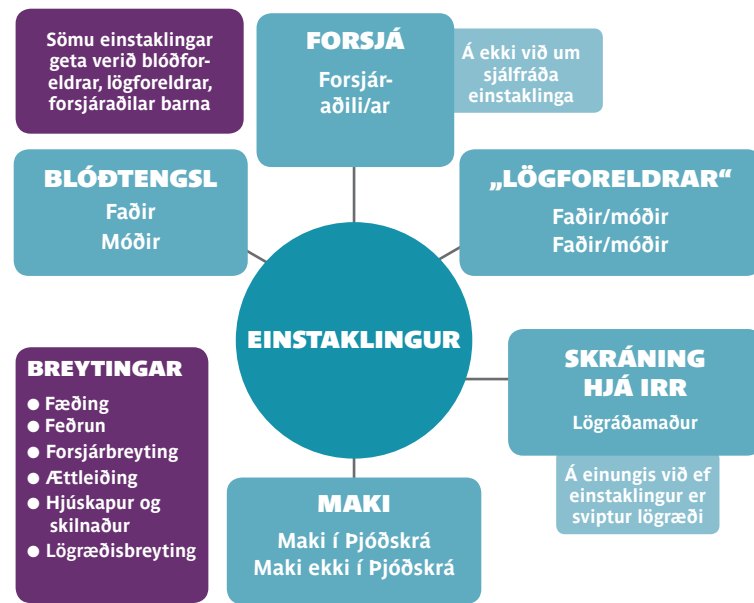 Sömu einstaklingar
geta verið blóðfor-
eldrar, lögforeldrar,
forsjáraðilar barna
FORSJÁ
Forsjár-
aðili/ar
Á ekki við um
sjálfráða
einstaklinga
BLÓÐTENGSL
Faðir
Móðir
„LÖGFORELDRAR“
Faðir/móðir
Faðir/móðir
EINSTAKLINGUR
BREYTINGAR
● Fæðing
● Feðrun
● Forsjárbreyting
● Ættleiðing
● Hjúskapur og
skilnaður
● Lögræðisbreyting
SKRÁNING
HJÁ IRR
Lögráðamaður
Á einungis við ef
einstaklingur er
sviptur lögræði
MAKI
Maki í Þjóðskrá
Maki ekki í Þjóðskrá